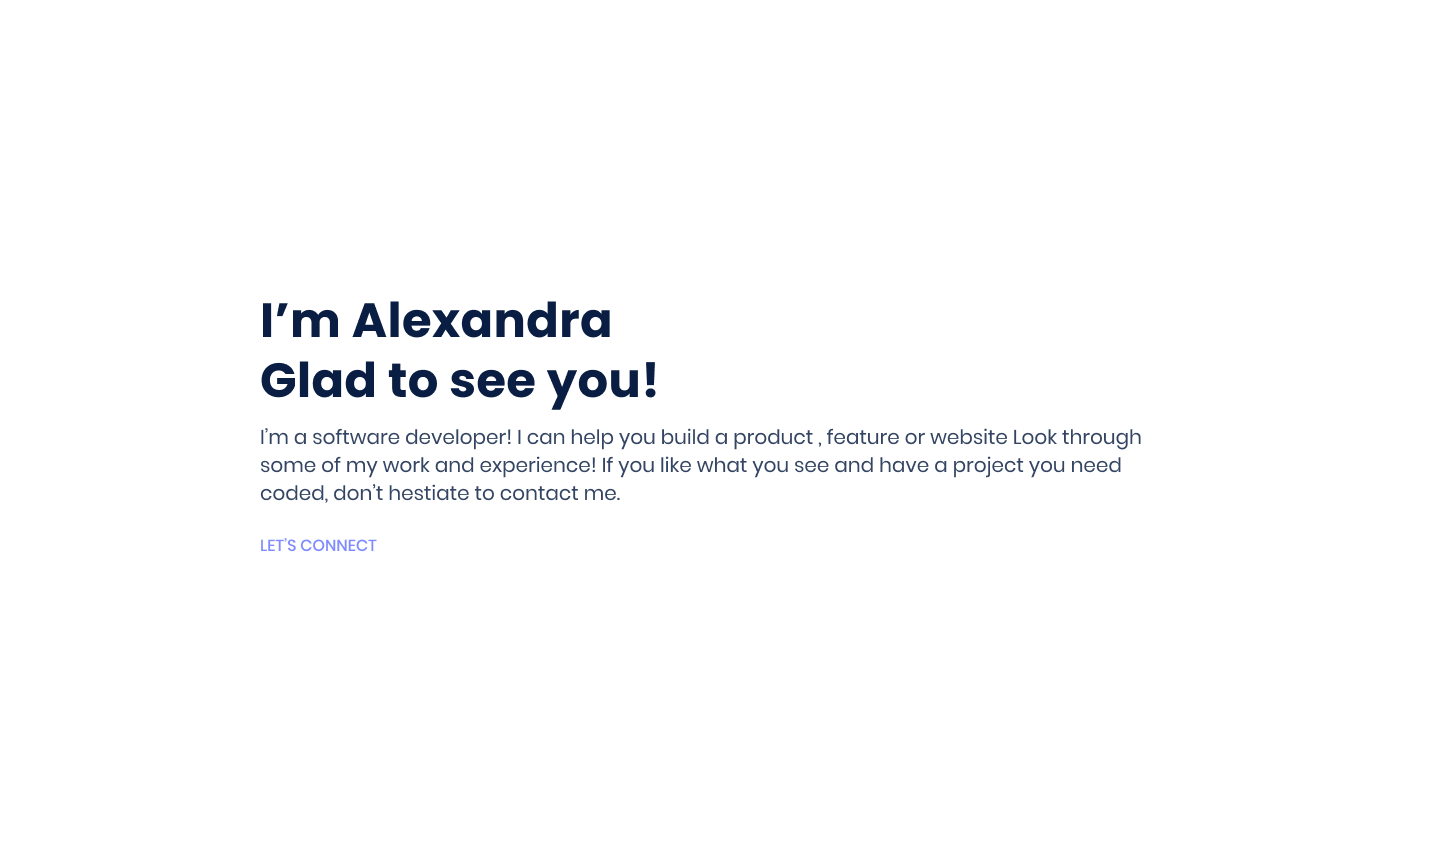 I’m Alexandra
Glad to see you!
I’m a software developer! I can help you build a product , feature or website Look through
some of my work and experience! If you like what you see and have a project you need
coded, don’t hestiate to contact me.
LET’S CONNECT